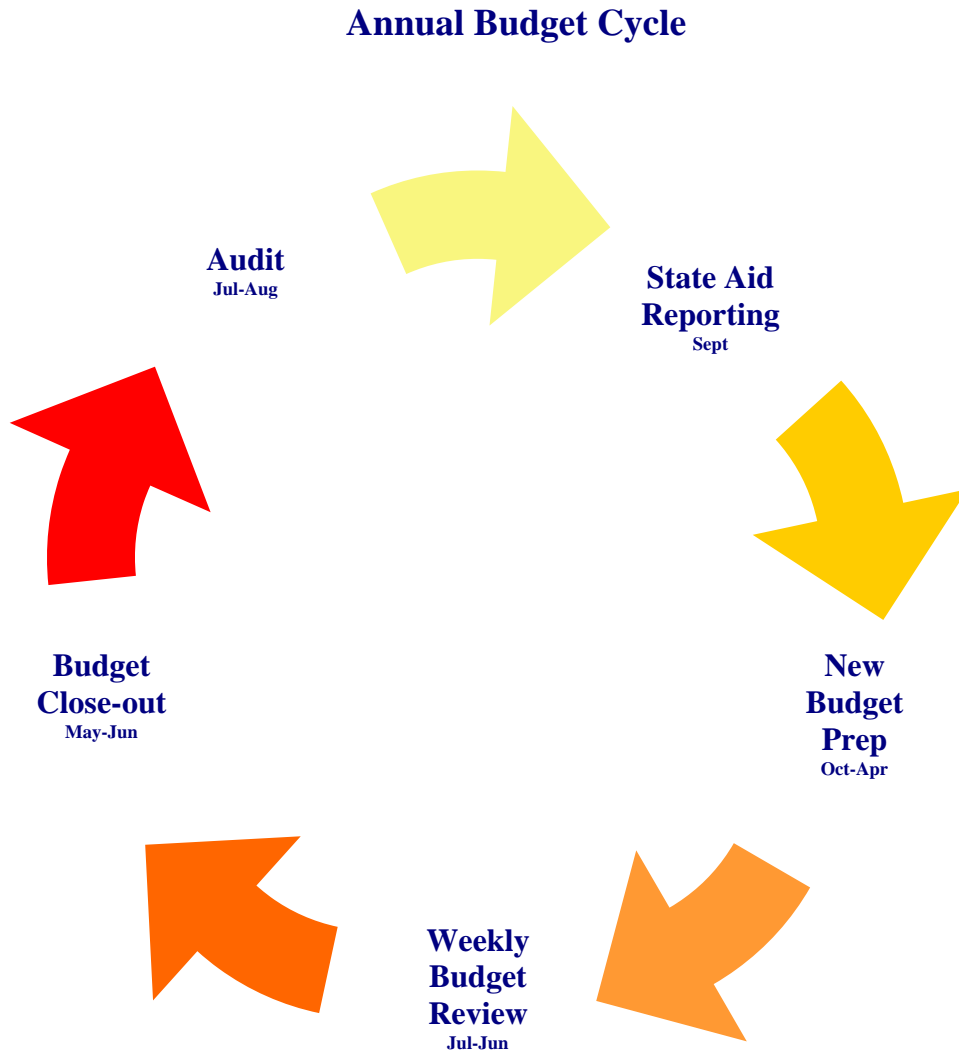 Annual Budget Cycle
Audit
Jul-Aug
State Aid
Reporting
Sept
New
Budget
Prep
Oct-Apr
Weekly
Budget
Review
Jul-Jun
Budget
Close-out
May-Jun